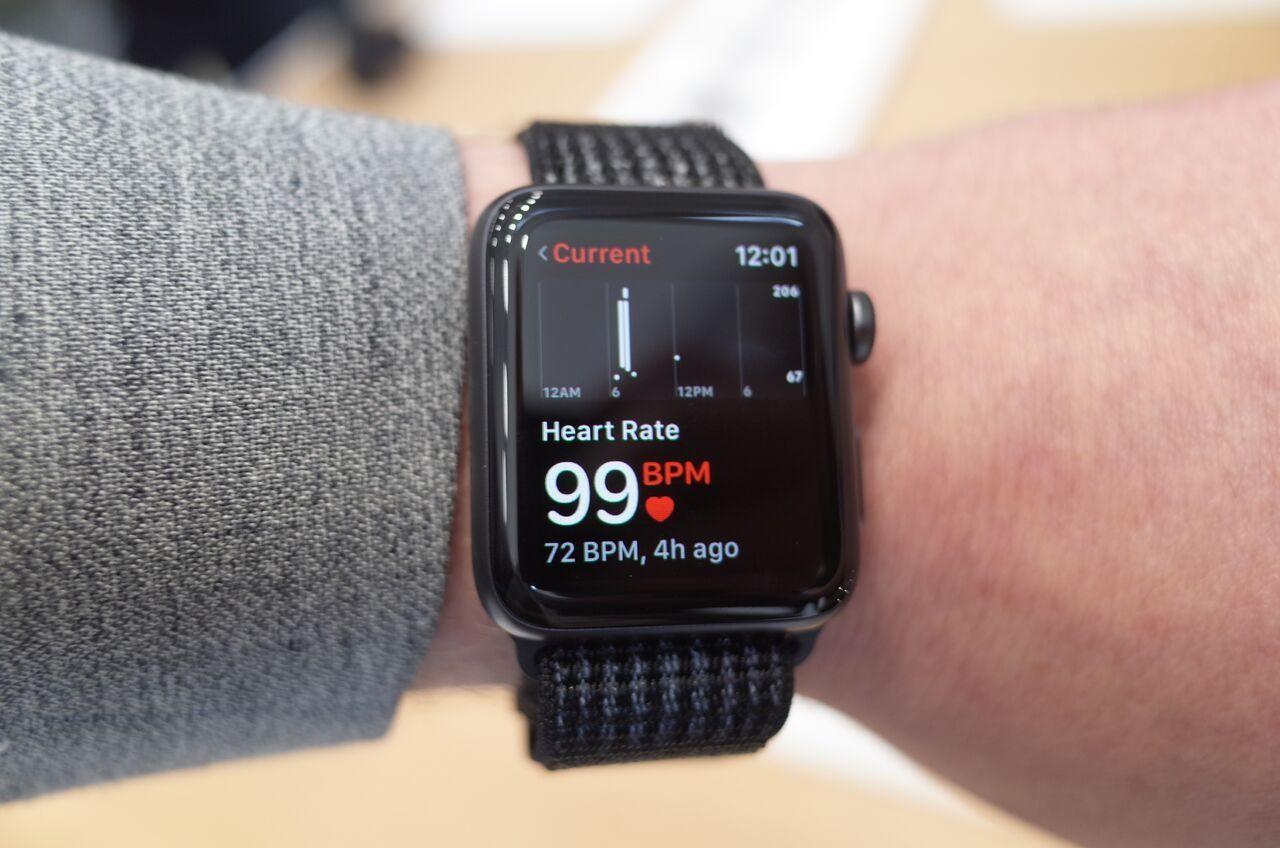 < Current 12:01
206
67
12AM 6 12PM 6
Heart Rate
99 BPM
72 BPM, 4h ago